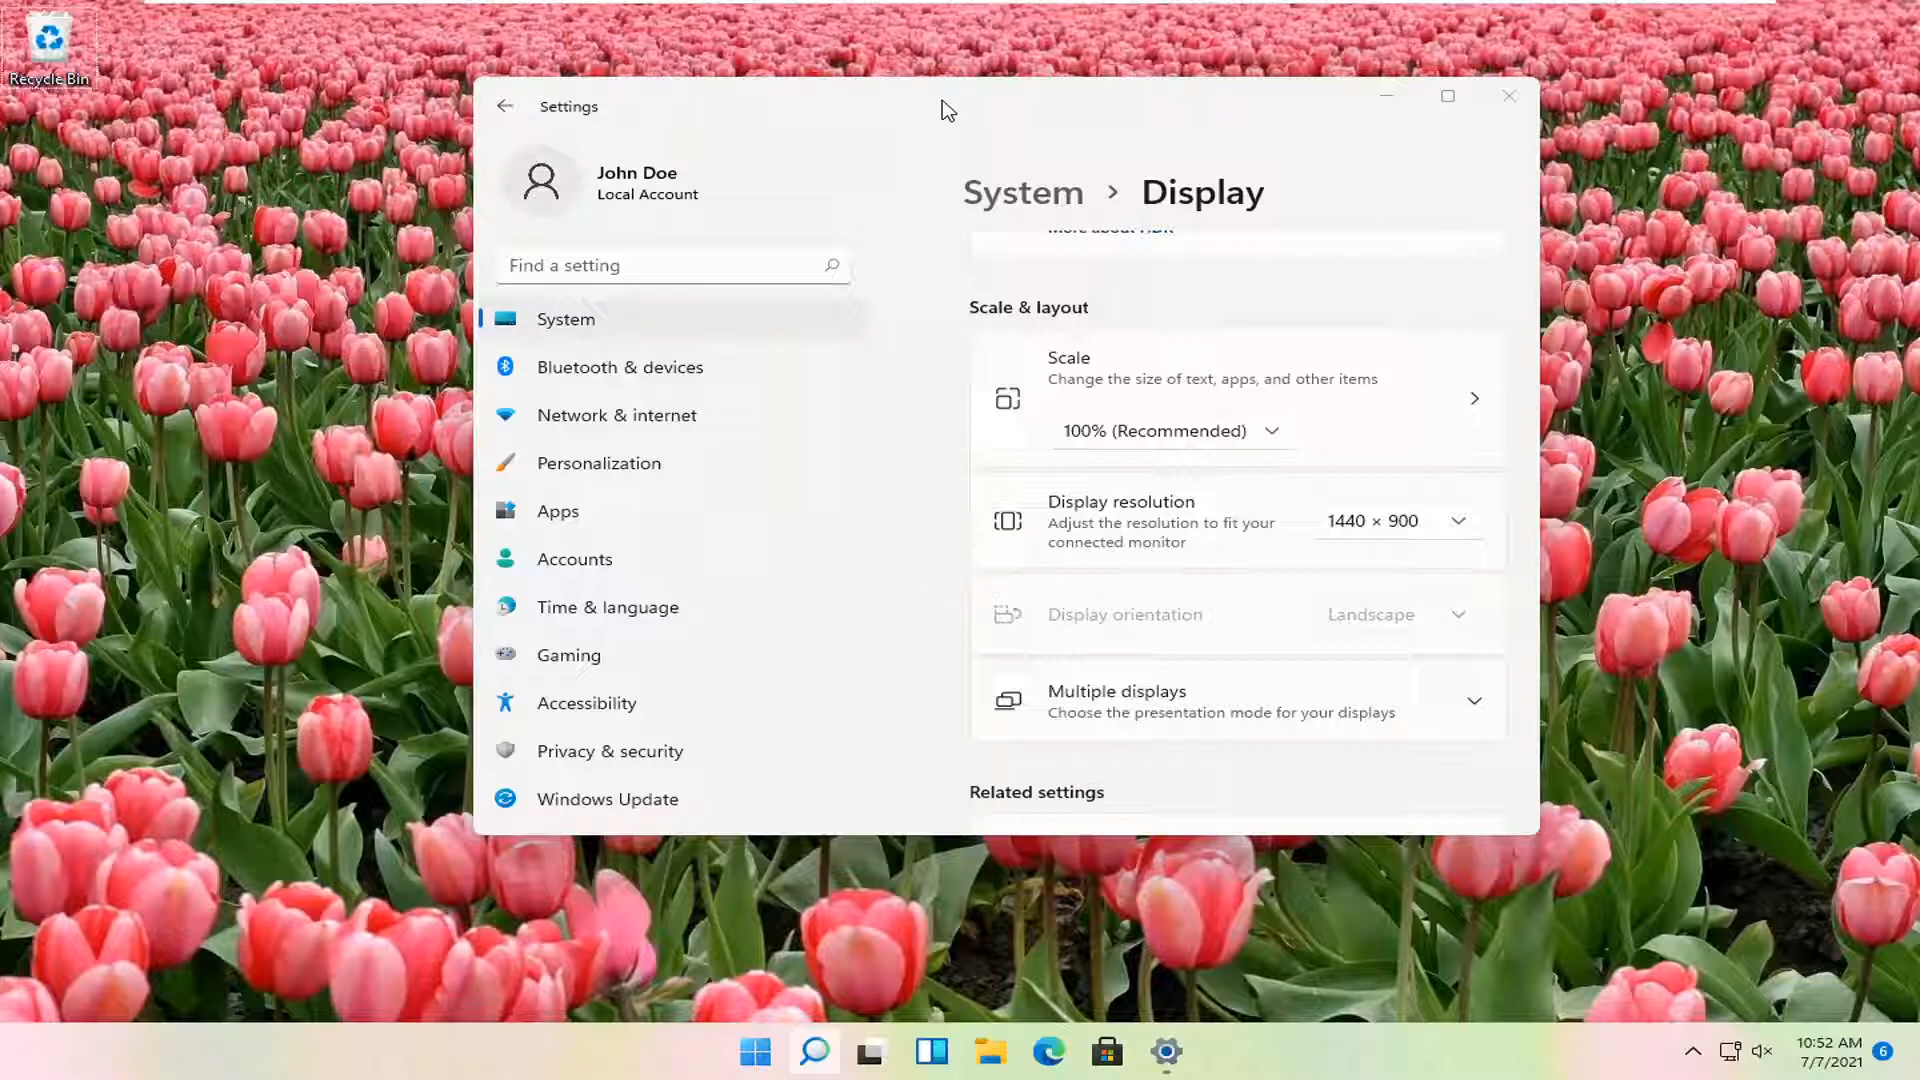 Recycle Bin
Settings
John Doe
Local Account
Find a setting
System
Bluetooth & devices
Network & internet
Personalization
Apps
Accounts
Time & language
Gaming
Accessibility
Privacy & security
Windows Update
System > Display
More about HDR
Scale & layout
Scale
Change the size of text, apps, and other items
100% (Recommended)
Display resolution
Adjust the resolution to fit your
connected monitor
1440 × 900
Display orientation
Landscape
Multiple displays
Choose the presentation mode for your displays
Related settings
10:52 AM
7/7/2021
6